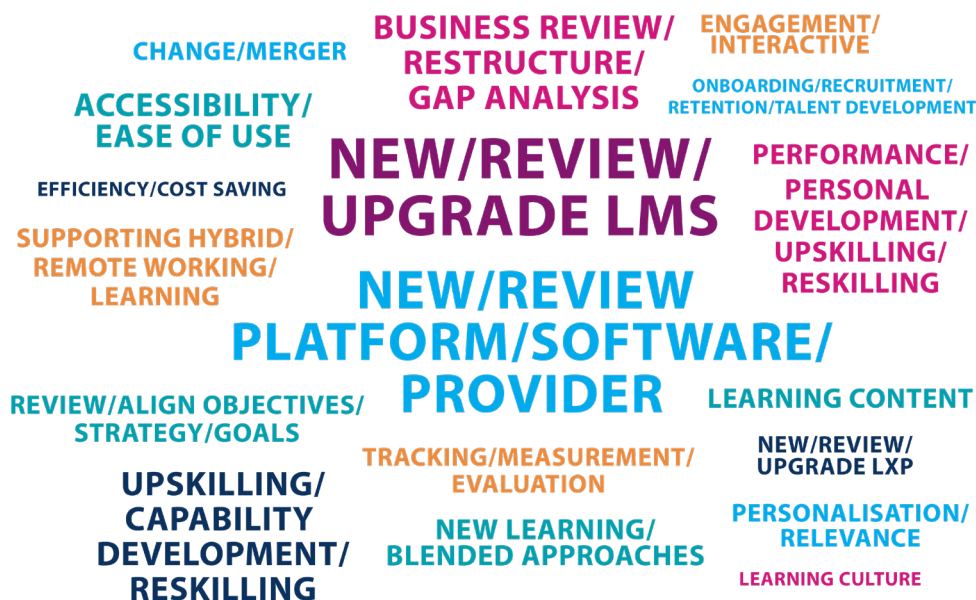 CHANGE/MERGER
BUSINESS REVIEW/
RESTRUCTURE/
GAP ANALYSIS
ENGAGEMENT/
INTERACTIVE
ACCESSIBILITY/
EASE OF USE
ONBOARDING/RECRUITMENT/
RETENTION/TALENT DEVELOPMENT
NEW/REVIEW/
UPGRADE LMS
PERFORMANCE/
PERSONAL
DEVELOPMENT/
UPSKILLING/
RESKILLING
EFFICIENCY/COST SAVING
SUPPORTING HYBRID/
REMOTE WORKING/
LEARNING
NEW/REVIEW
PLATFORM/SOFTWARE/
PROVIDER
REVIEW/ALIGN OBJECTIVES/
STRATEGY/GOALS
LEARNING CONTENT
TRACKING/MEASUREMENT/
EVALUATION
NEW/REVIEW/
UPGRADE LXP
UPSKILLING/
CAPABILITY
DEVELOPMENT/
RESKILLING
NEW LEARNING/
BLENDED APPROACHES
PERSONALISATION/
RELEVANCE
LEARNING CULTURE